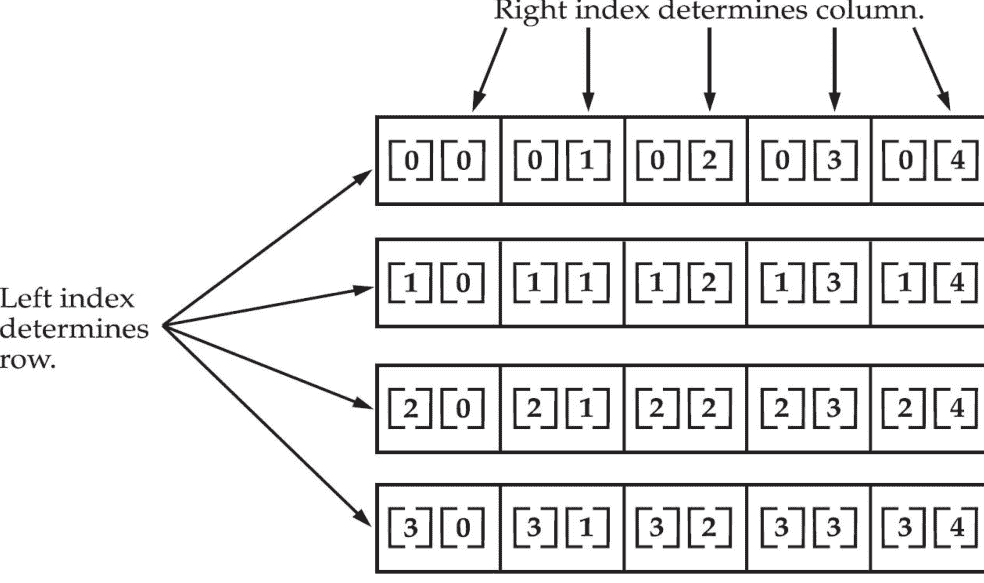 Right index determines column.
[0][0] [0][1] [0][2] [0][3] [0][4]
[1][0] [1][1] [1][2] [1][3] [1][4]
Left index
determines
row.
[2][0] [2][1] [2][2] [2][3] [2][4]
[3][0] [3][1] [3][2] [3][3] [3][4]